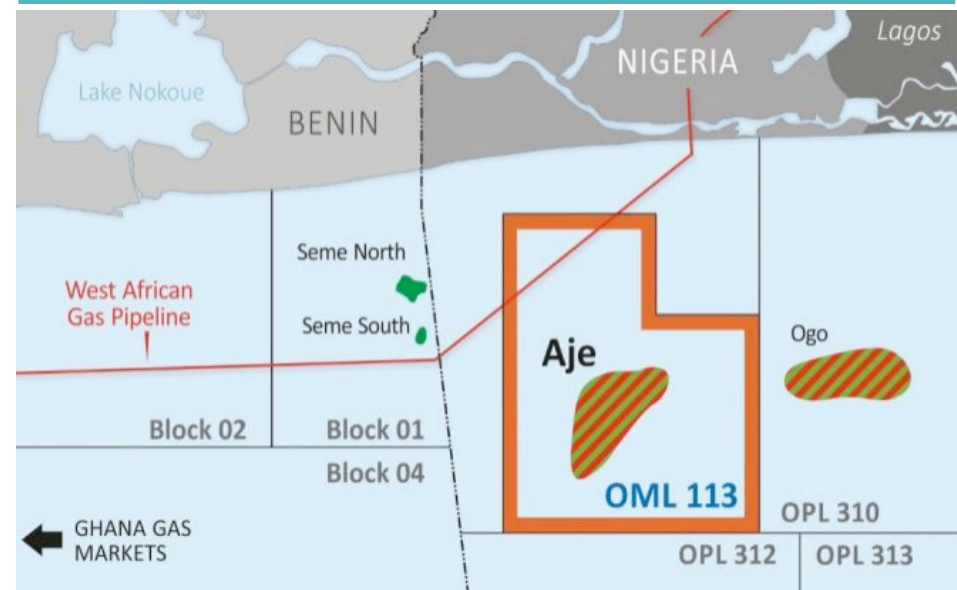 Lagos
NIGERIA
Lake Nokoue
BENIN
Seme North
West African
Gas Pipeline
Seme South
Ogo
Aje
Block 02
Block 01
Block 04
OML 113
OPL 310
GHANA GAS
MARKETS
OPL 312
OPL 313